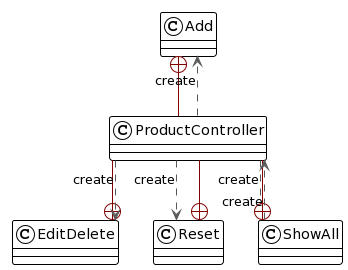 C Add
create
C ProductController
create
create
create
create
C EditDelete
C Reset
C ShowAll